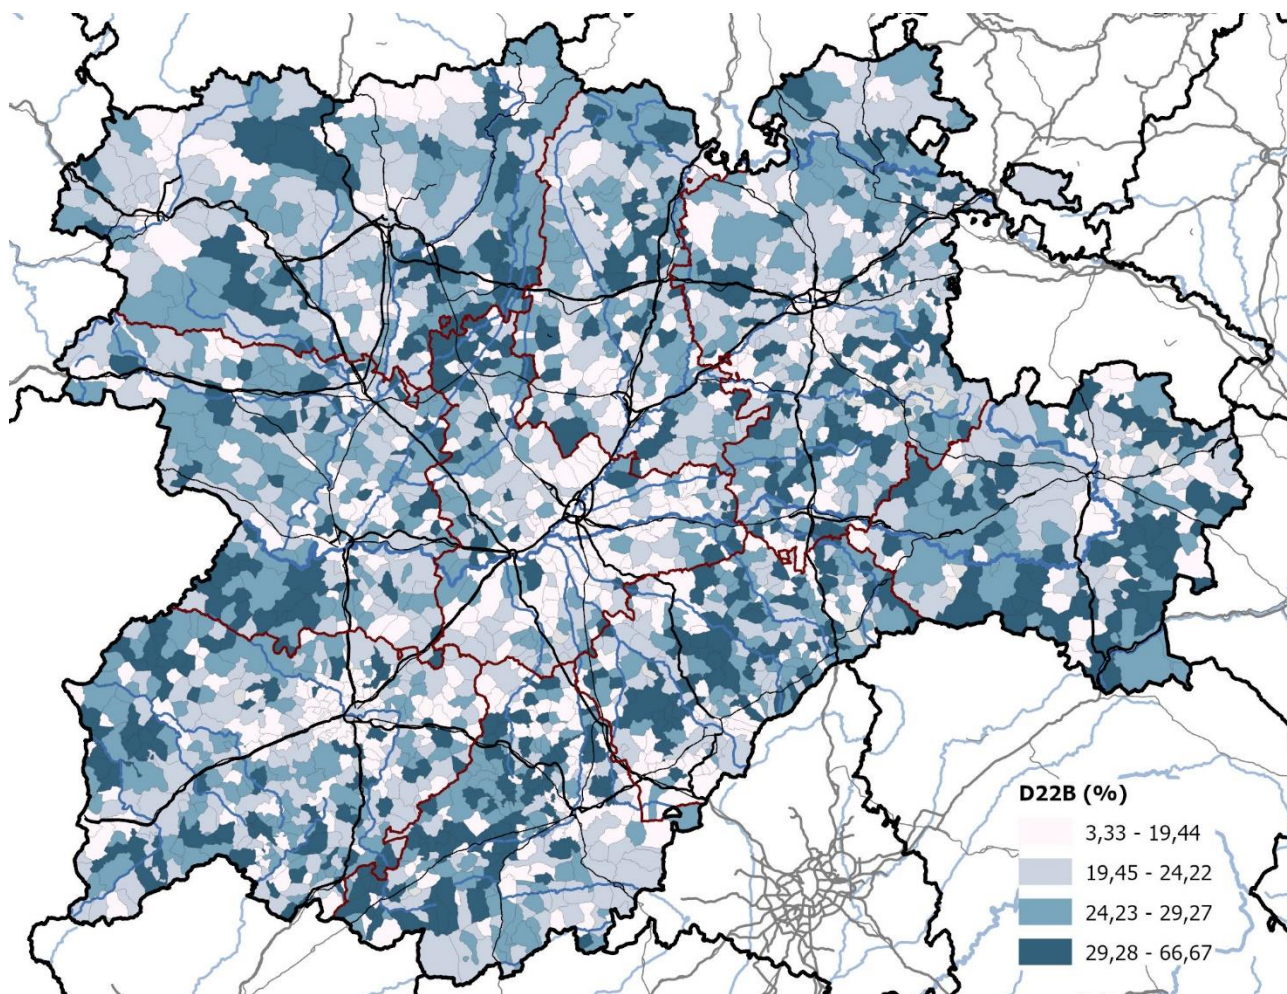 D22B (%)
3,33 - 19,44
19,45 - 24,22
24,23 - 29,27
29,28 - 66,67